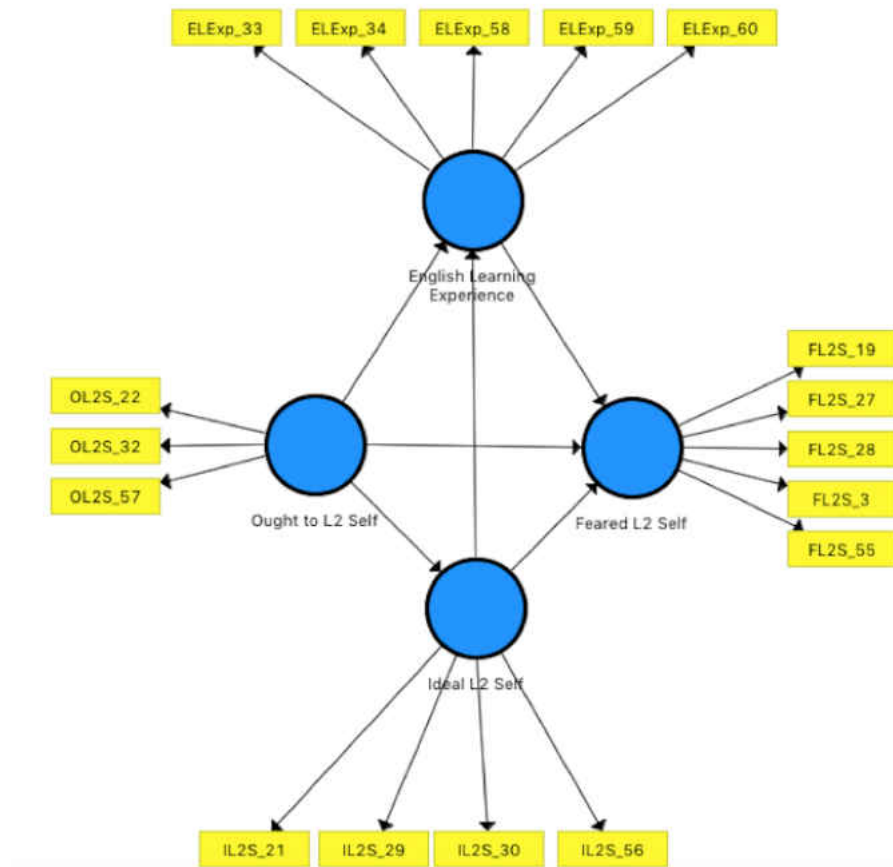 ELExp_33
ELExp_34
ELExp_58
ELExp_59
ELExp_60
English Learning
Experience
OL2S_22
OL2S_32
OL2S_57
Ought to L2 Self
FL2S_19
FL2S_27
FL2S_28
FL2S_3
FL2S_55
Feared L2 Self
Ideal L2 Self
IL2S_21
IL2S_29
IL2S_30
IL2S_56